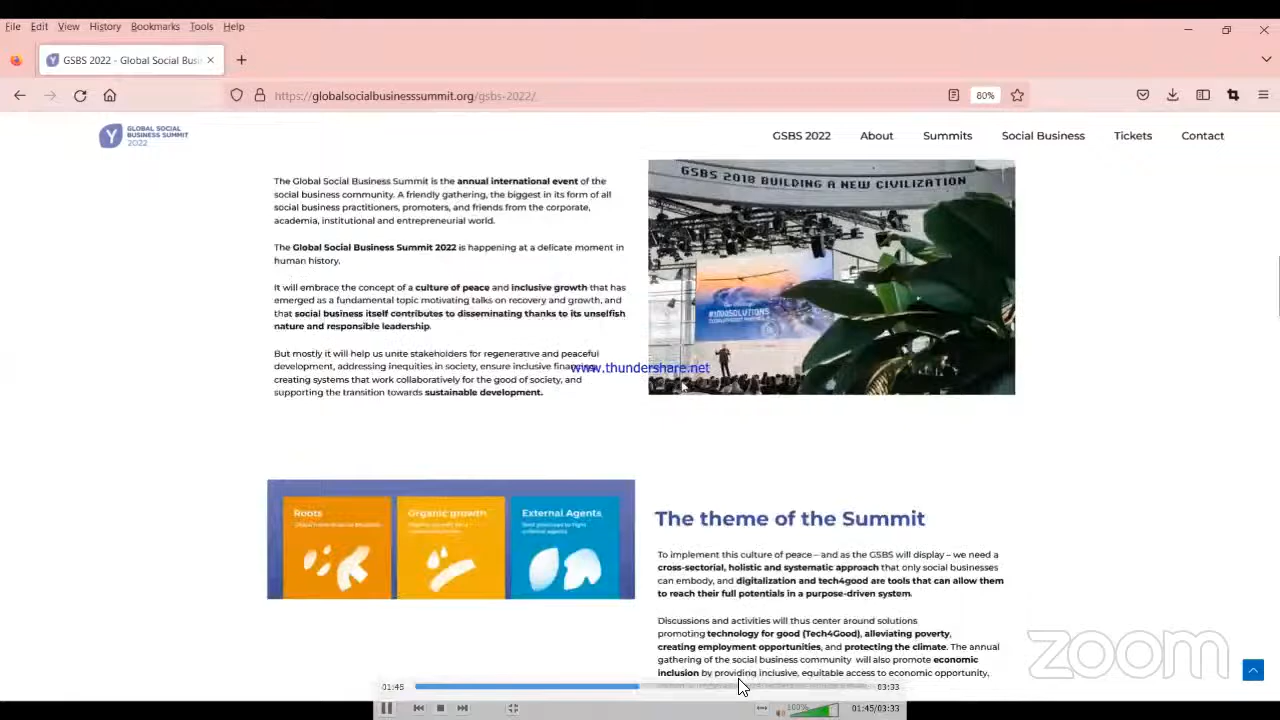 File Edit View History Bookmarks Tools Help
GSBS 2022 - Global Social Busi
https://globalsocialbusinesssummit.org/gsbs-2022/
80%
GLOBAL SOCIAL
BUSINESS SUMMIT
2022
GSBS 2022 About Summits Social Business Tickets Contact
The Global Social Business Summit is the annual international event of the
social business community. A friendly gathering, the biggest in its form of all
social business practitioners, promoters, and friends from the corporate,
academia, institutional and entrepreneurial world.
The Global Social Business Summit 2022 is happening at a delicate moment in
human history.
It will embrace the concept of a culture of peace and inclusive growth that has
emerged as a fundamental topic motivating talks on recovery and growth, and
that social business itself contributes to disseminating thanks to its unselfish
nature and responsible leadership.
But mostly it will help us unite stakeholders for regenerative and peaceful
development, addressing inequities in society, ensure inclusive financing,
creating systems that work collaboratively for the good of society, and
supporting the transition towards sustainable development.
GSBS 2018 BUILDING A NEW CIVILIZATION
www.thundershare.net
Roots
Organic growth
External Agents
The theme of the Summit
To implement this culture of peace – and as the GSBS will display – we need a
cross-sectorial, holistic and systematic approach that only social businesses
can embody, and digitalization and tech4good are tools that can allow them
to reach their full potentials in a purpose-driven system.
Discussions and activities will thus center around solutions
promoting technology for good (Tech4Good), alleviating poverty,
creating employment opportunities, and protecting the climate. The annual
gathering of the social business community will also promote economic
inclusion by providing inclusive, equitable access to economic opportunity,
zoom
01:45
03:33
100%
01:45/03:33